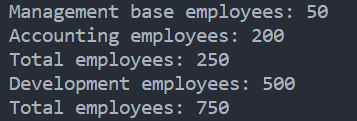 Management base employees: 50
Accounting employees: 200
Total employees: 250
Development employees: 500
Total employees: 750